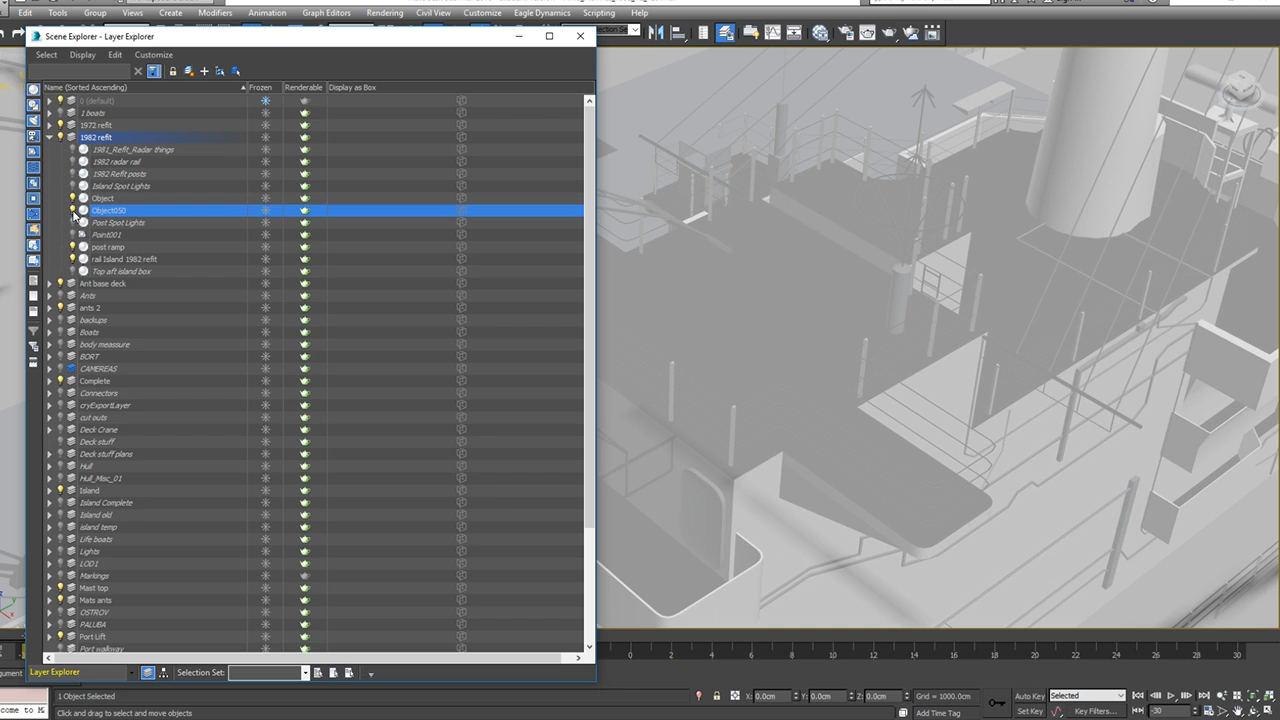 Edit Tools Group Views Create Modifiers Animation Graph Editors Rendering Civil View Customize Eagle Dynamics Scripting Help
Scene Explorer - Layer Explorer
Select Display Edit Customize
Name (Sorted Ascending) Frozen Renderable Display as Box
0 (default)
1 boats
1972 refit
1982 refit
1981_Refit_Radar things
1982 radar rail
1982 Refit posts
Island Spot Lights
Object
Object050
Post Spot Lights
Point001
post ramp
rail Island 1982 refit
Top aft island box
Ant base deck
Ants
ants 2
backups
Boats
body meassure
BORT
CAMEREAS
Complete
Connectors
cryExportLayer
cut outs
Deck Crane
Deck stuff
Deck stuff plans
Hull
Hull_Misc_01
Island
Island Complete
Island old
island temp
Life boats
Lights
LOD1
Markings
Mast top
Mats ants
OSTROV
PALUBA
Port Lift
Port walkway
0 2 4 6 8 10 12 14 16 18 20 22 24 26 28 30
Layer Explorer Selection Set:
1 Object Selected X: 0.0cm Y: 0.0cm Z: 0.0cm Grid = 1000.0cm Auto Key Selected
Click and drag to select and move objects Add Time Tag Set Key Key Filters... -30